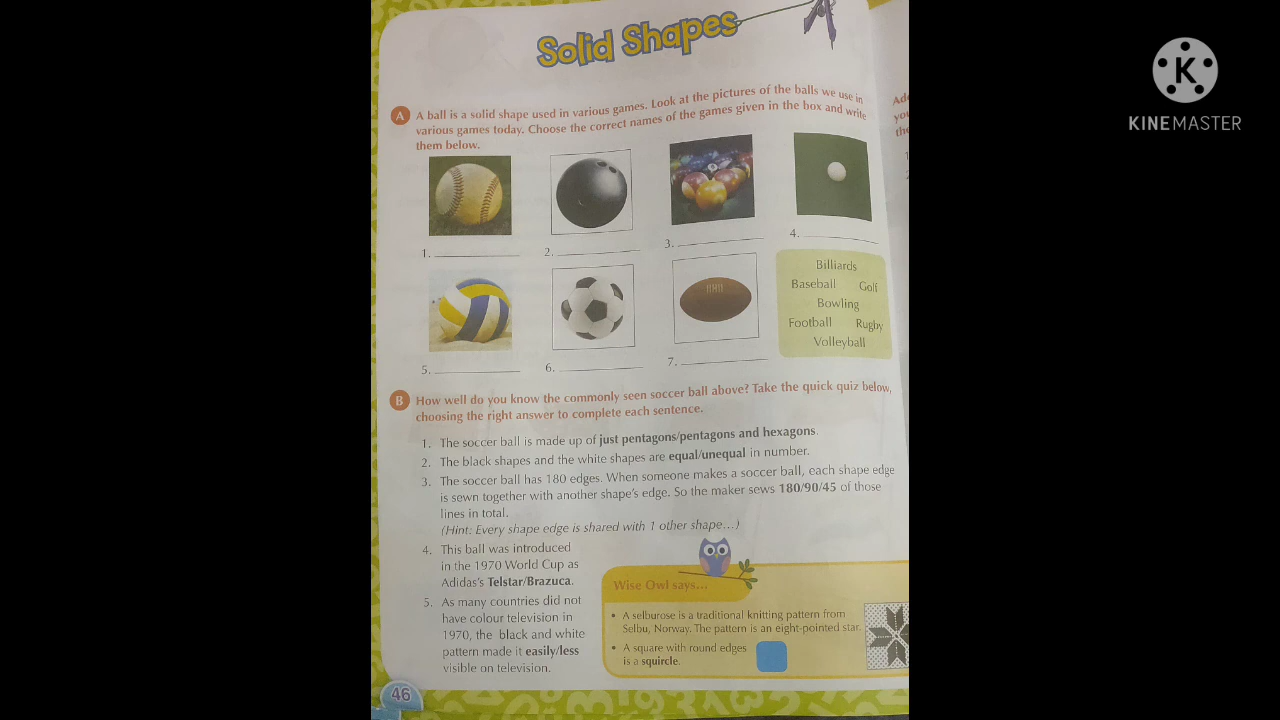 Solid Shapes
A A ball is a solid shape used in various games. Look at the pictures of the balls we use in
various games today. Choose the correct names of the games given in the box and write
them below.
1. ____ 2. ____ 3. ____ 4. ____
Billiards
Baseball Golf
Bowling
Football Rugby
Volleyball
5. ____ 6. ____ 7. ____
B How well do you know the commonly seen soccer ball above? Take the quick quiz below,
choosing the right answer to complete each sentence.
1. The soccer ball is made up of just pentagons/pentagons and hexagons.
2. The black shapes and the white shapes are equal/unequal in number.
3. The soccer ball has 180 edges. When someone makes a soccer ball, each shape edge
is sewn together with another shape's edge. So the maker sews 180/90/45 of those
lines in total.
(Hint: Every shape edge is shared with 1 other shape...)
4. This ball was introduced
in the 1970 World Cup as
Adidas's Telstar/Brazuca.
5. As many countries did not
have colour television in
1970, the black and white
pattern made it easily/less
visible on television.
Wise Owl says...
• A selburose is a traditional knitting pattern from
Selbu, Norway. The pattern is an eight-pointed star.
• A square with round edges
is a squircle.
46
K
KINEMASTER